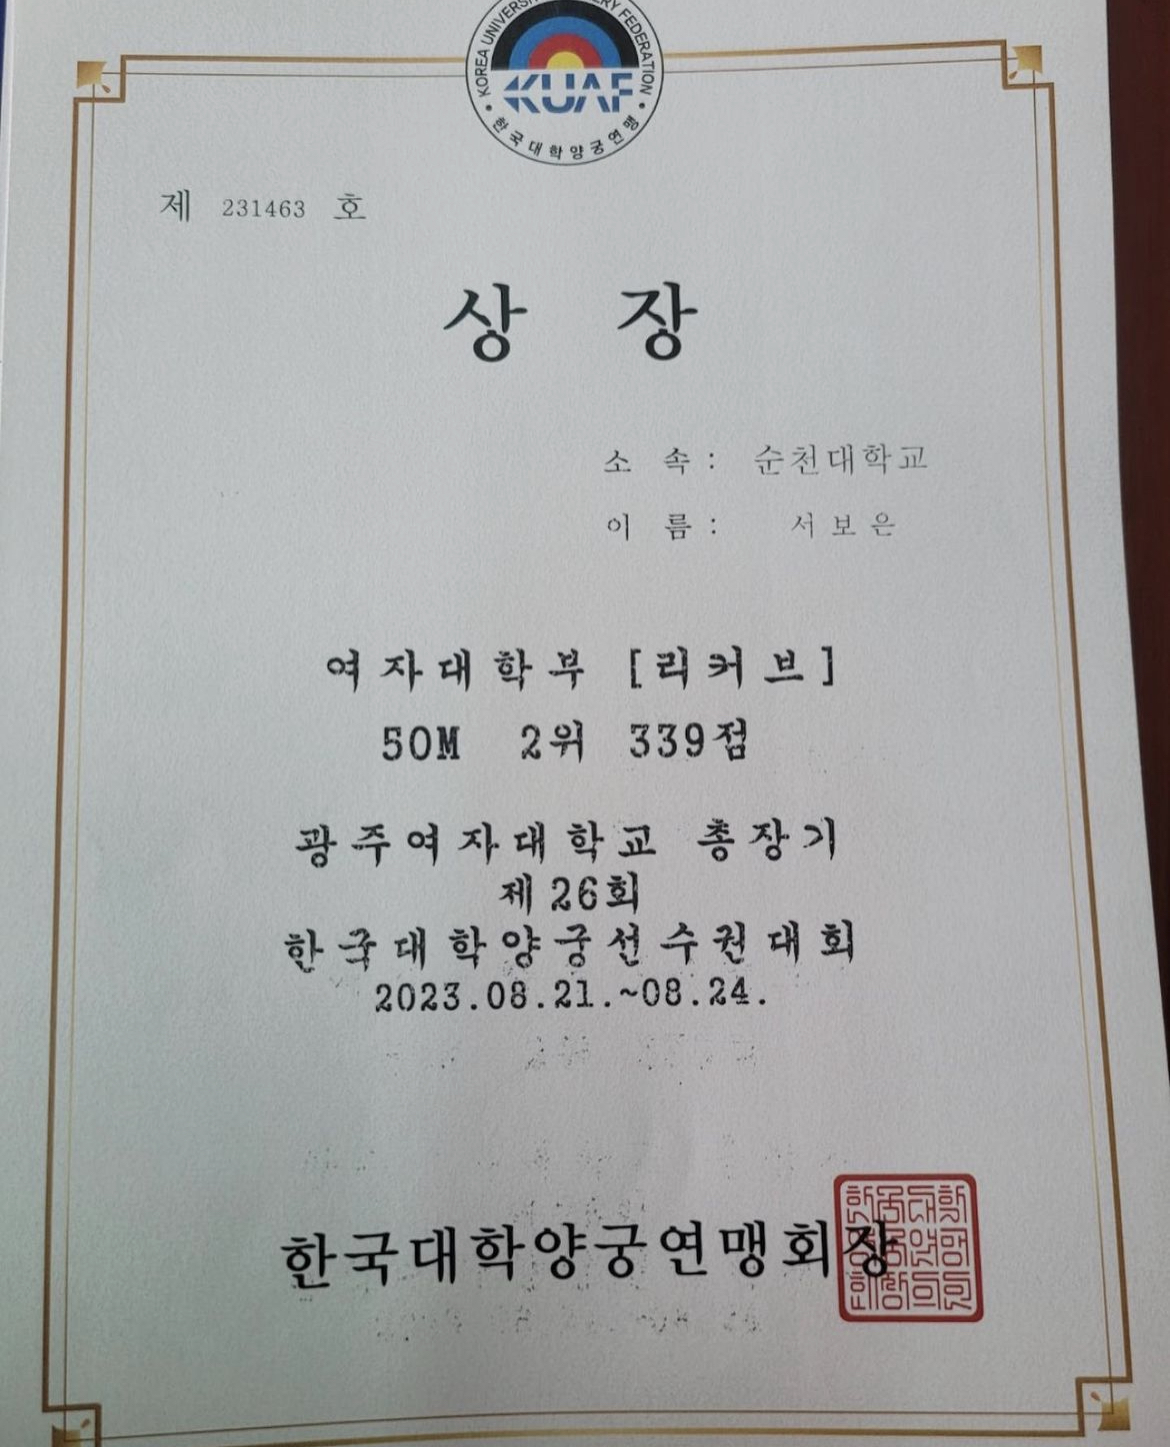 KOREA UNIVERSITY ARCHERY FEDERATION
KUAF
한국대학양궁연맹
제 231463 호
상 장
소 속 : 순천대학교
이 름 : 서보은
여자대학부 [리커브]
50M 2위 339점
광주여자대학교 총장기
제26회
한국대학양궁선수권대회
2023.08.21.~08.24.
한국대학양궁연맹회장